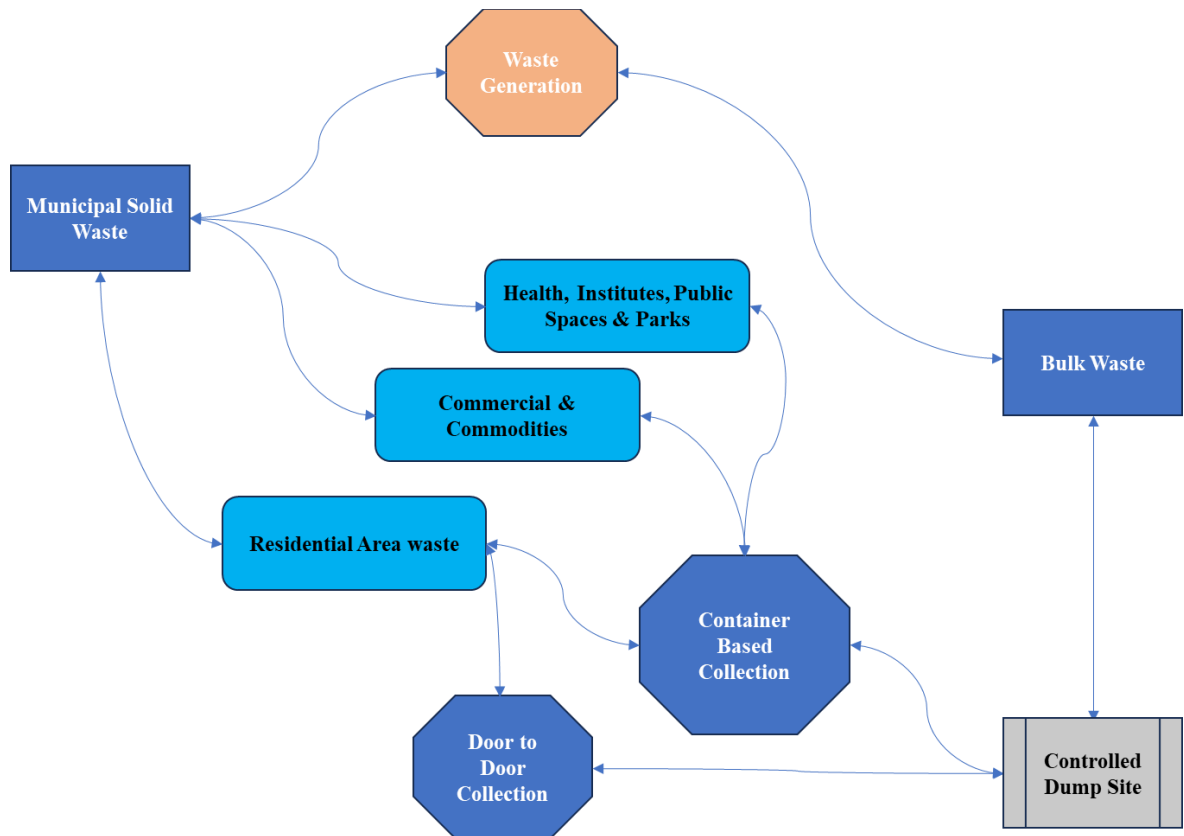 Waste
Generation
Municipal Solid
Waste
Health, Institutes, Public
Spaces & Parks
Bulk Waste
Commercial &
Commodities
Residential Area waste
Container
Based
Collection
Door to
Door
Collection
Controlled
Dump Site